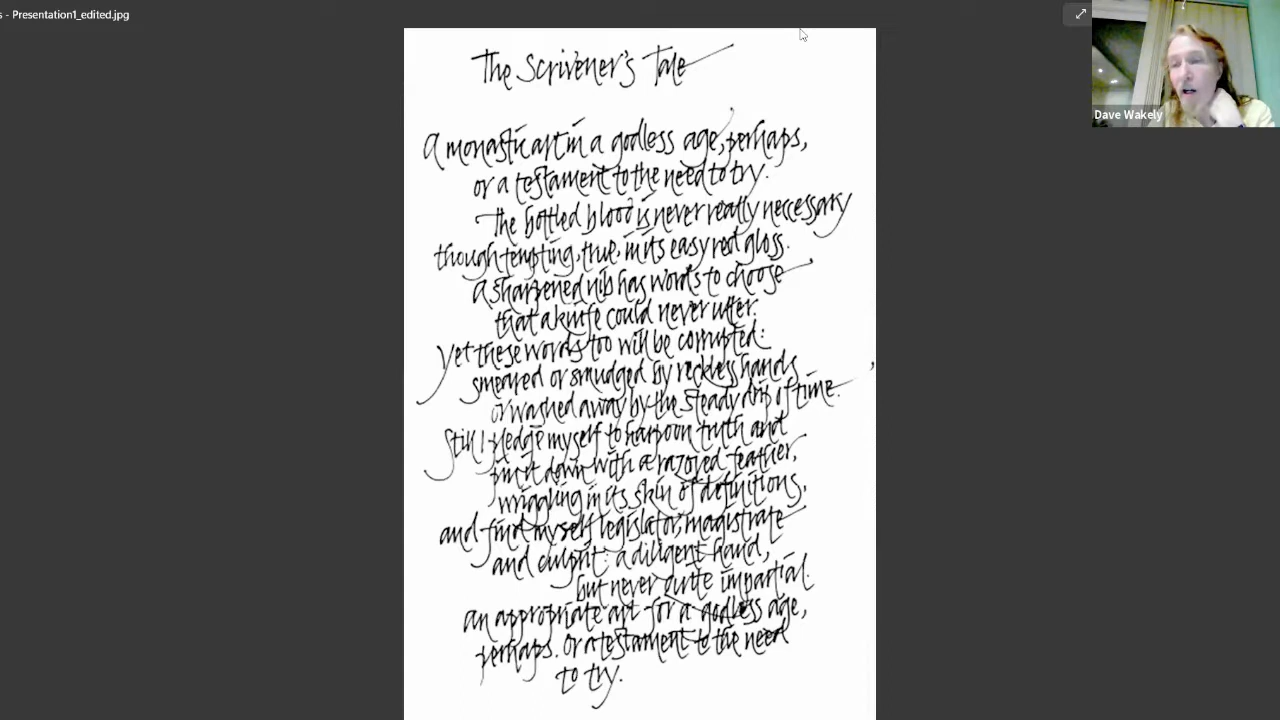 s - Presentation1_edited.jpg
Dave Wakely
The Scrivener's Tale
A monastic art in a godless age, perhaps,
or a testament to the need to try.
The bottled blood is never really neccessary
though tempting, true, in its easy red gloss.
A sharpened nib has words to choose
that a knife could never utter.
Yet these words too will be corrupted:
smeared or smudged by reckless hands
or washed away by the steady drip of time.
Still I pledge myself to harpoon truth and
pin it down with a razored feather,
wriggling in its skin of definitions,
and find myself legislator, magistrate
and culprit: a diligent hand,
but never quite impartial.
an appropriate art for a godless age,
perhaps. Or a testament to the need
to try.